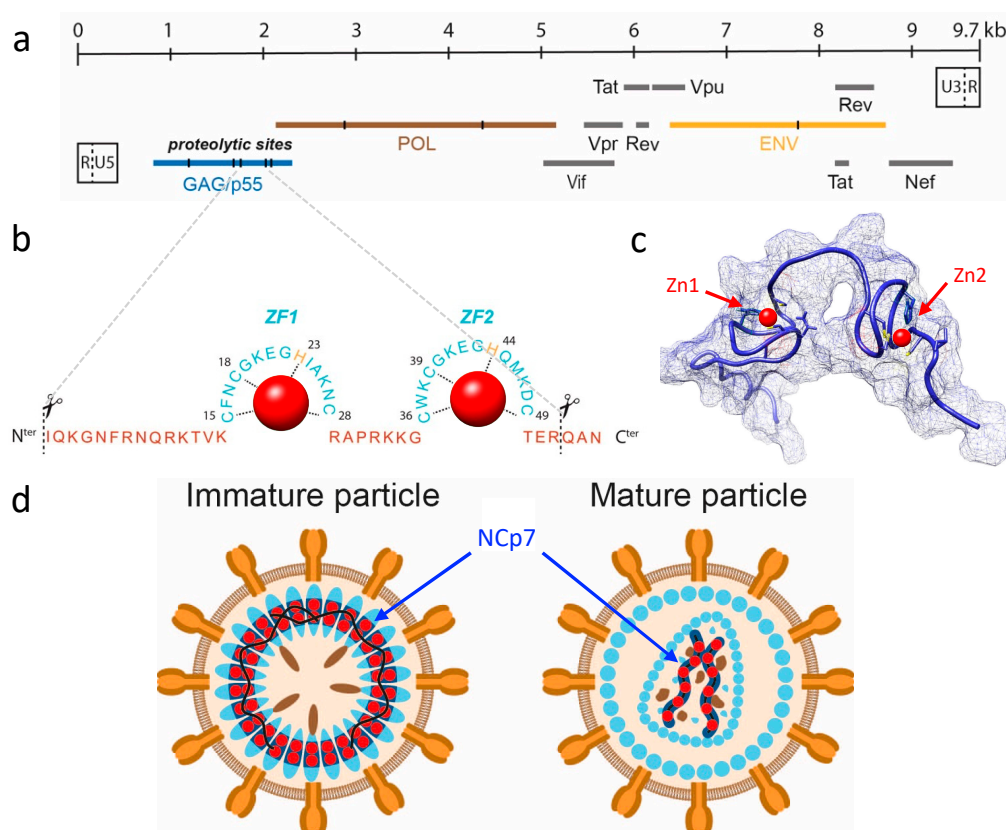 a
0 1 2 3 4 5 6 7 8 9 9.7 kb
Tat Vpu Rev U3 R
proteolytic sites POL Vpr Rev ENV
R U5 GAG/p55 Vif Tat Nef
b
c
Zn1 Zn2
ZF1 ZF2
18 23 39 44
CFNCGKEGHIAKNC CWKCGKEGHQMKDC
15 28 36 49
Nter IQKGNFRNQRKTVK RAPRKKG TERQAN Cter
d
Immature particle Mature particle
NCp7